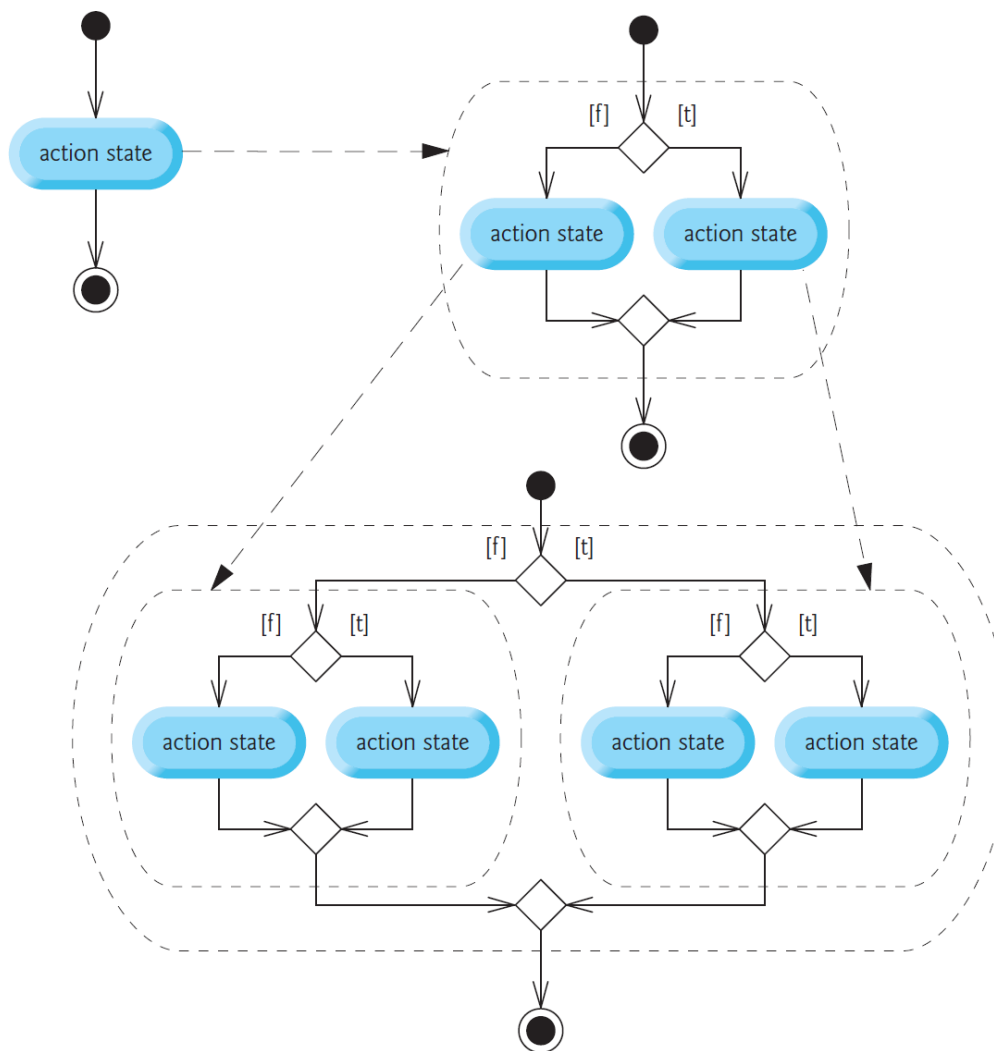 [f]
[t]
action state
action state
action state
[f]
[t]
[f]
[t]
[f]
[t]
action state
action state
action state
action state